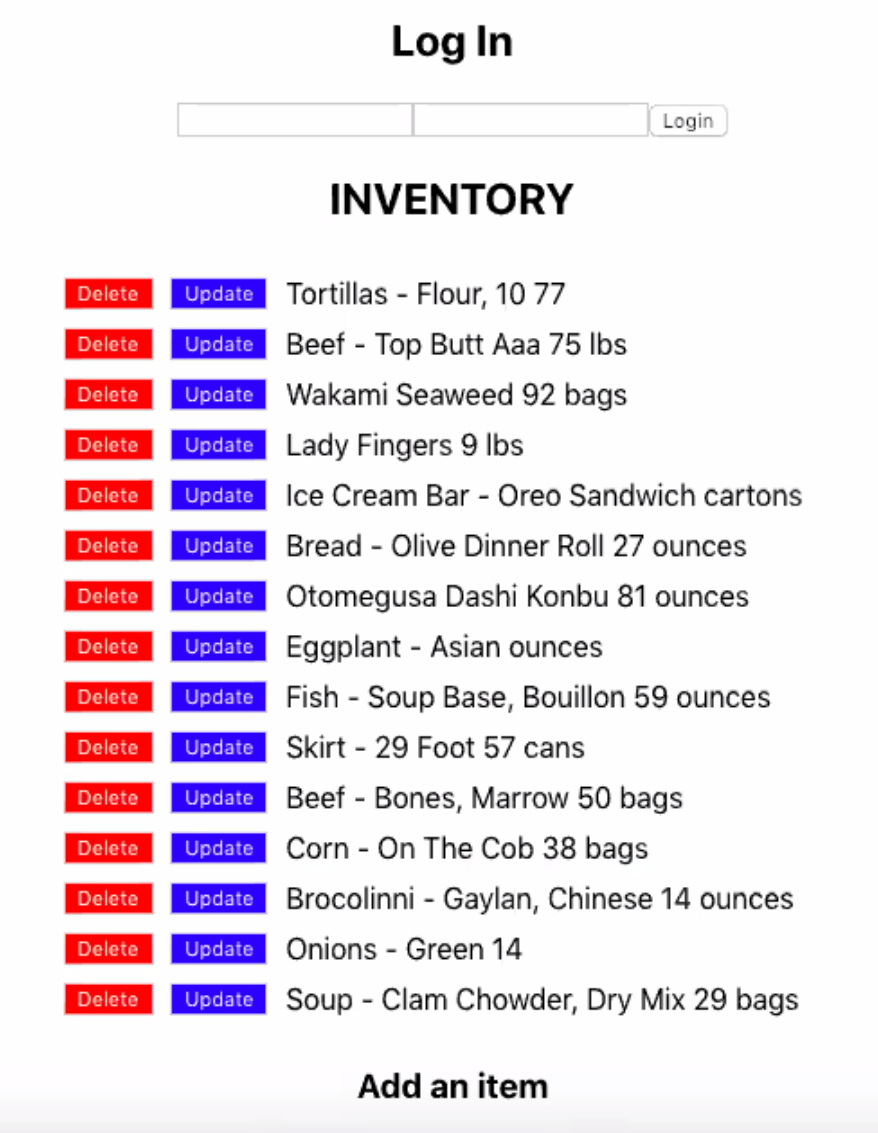 Log In
Login
INVENTORY
Delete Update Tortillas - Flour, 10 77
Delete Update Beef - Top Butt Aaa 75 lbs
Delete Update Wakami Seaweed 92 bags
Delete Update Lady Fingers 9 lbs
Delete Update Ice Cream Bar - Oreo Sandwich cartons
Delete Update Bread - Olive Dinner Roll 27 ounces
Delete Update Otomegusa Dashi Konbu 81 ounces
Delete Update Eggplant - Asian ounces
Delete Update Fish - Soup Base, Bouillon 59 ounces
Delete Update Skirt - 29 Foot 57 cans
Delete Update Beef - Bones, Marrow 50 bags
Delete Update Corn - On The Cob 38 bags
Delete Update Brocolinni - Gaylan, Chinese 14 ounces
Delete Update Onions - Green 14
Delete Update Soup - Clam Chowder, Dry Mix 29 bags
Add an item